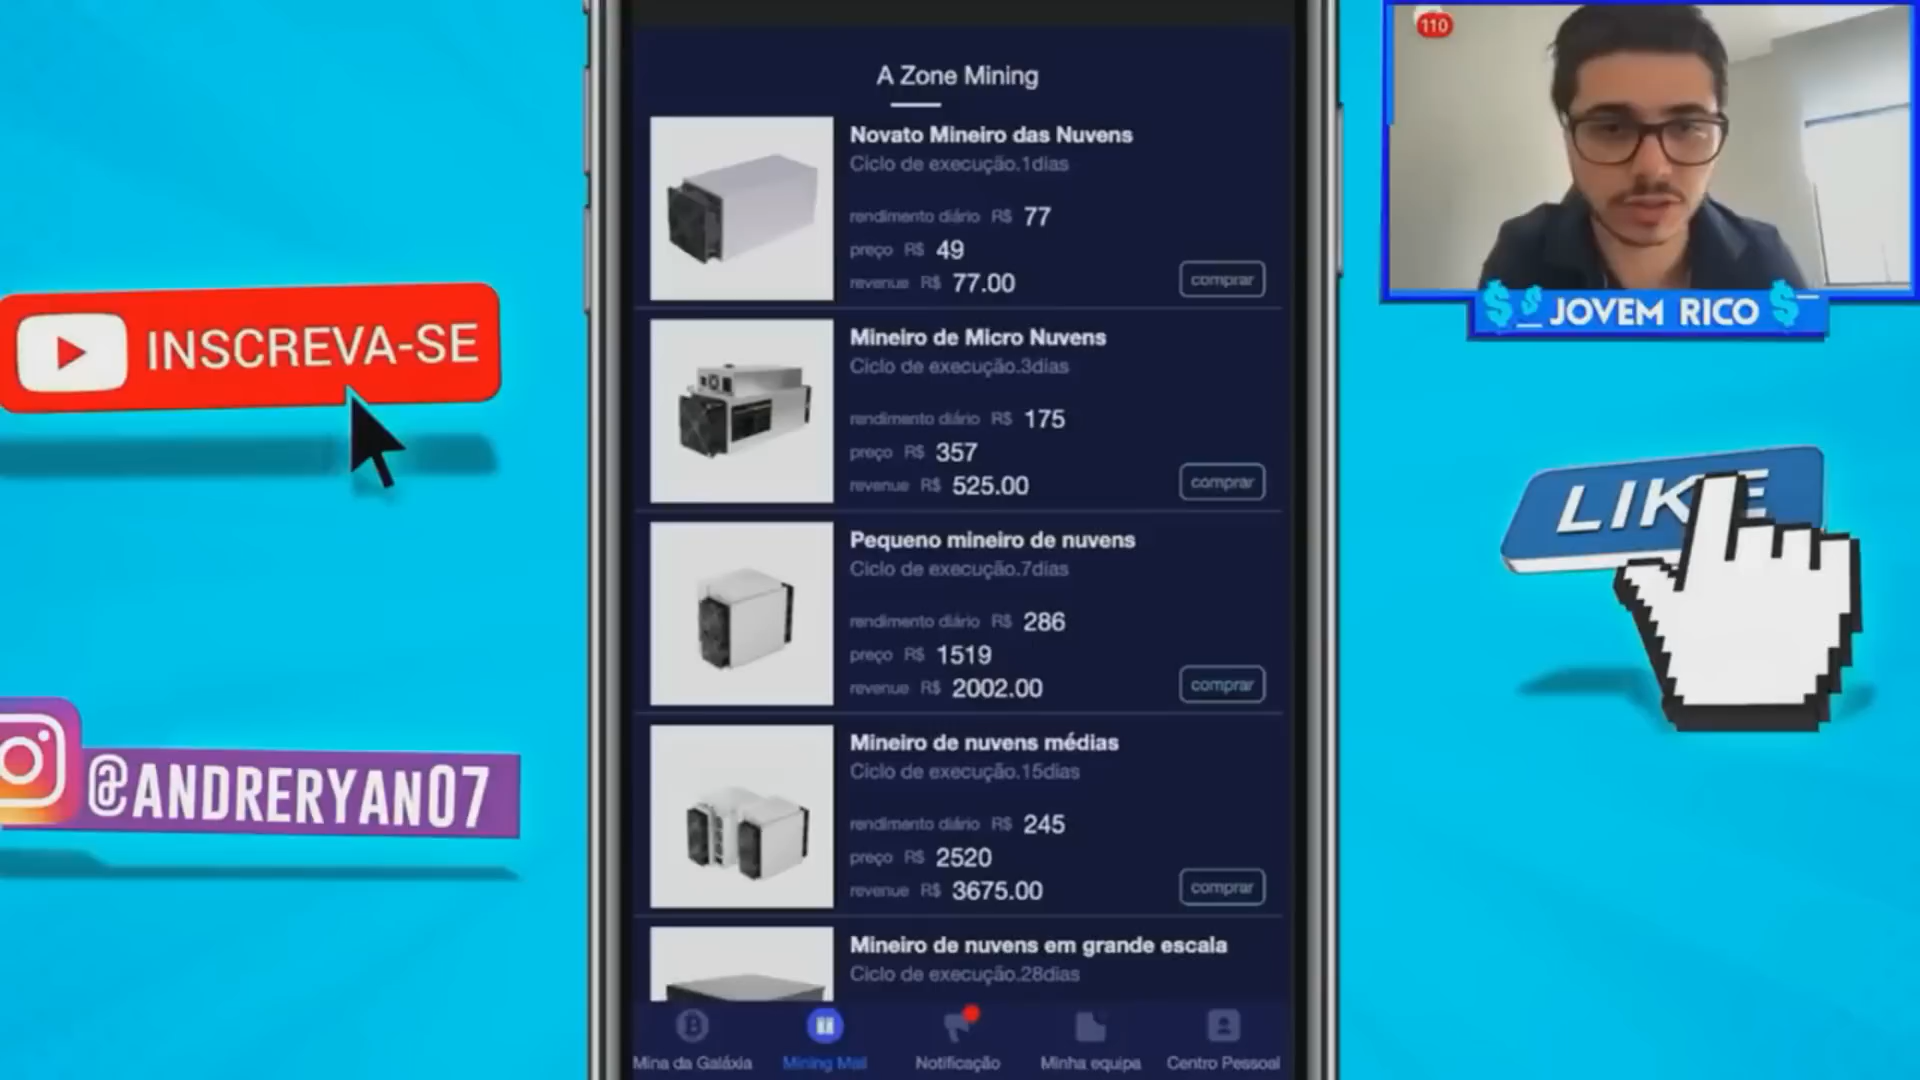 A Zone Mining
Novato Mineiro das Nuvens
Ciclo de execução.1dias
rendimento diário R$ 77
preço R$ 49
revenue R$ 77.00
comprar
Mineiro de Micro Nuvens
Ciclo de execução.3dias
rendimento diário R$ 175
preço R$ 357
revenue R$ 525.00
comprar
Pequeno mineiro de nuvens
Ciclo de execução.7dias
rendimento diário R$ 286
preço R$ 1519
revenue R$ 2002.00
comprar
Mineiro de nuvens médias
Ciclo de execução.15dias
rendimento diário R$ 245
preço R$ 2520
revenue R$ 3675.00
comprar
Mineiro de nuvens em grande escala
Ciclo de execução.28dias
Mina da Galáxia
Mining Mall
Notificação
Minha equipa
Centro Pessoal
INSCREVA-SE
@ANDRERYAN07
110
$ $ JOVEM RICO $
LIKE